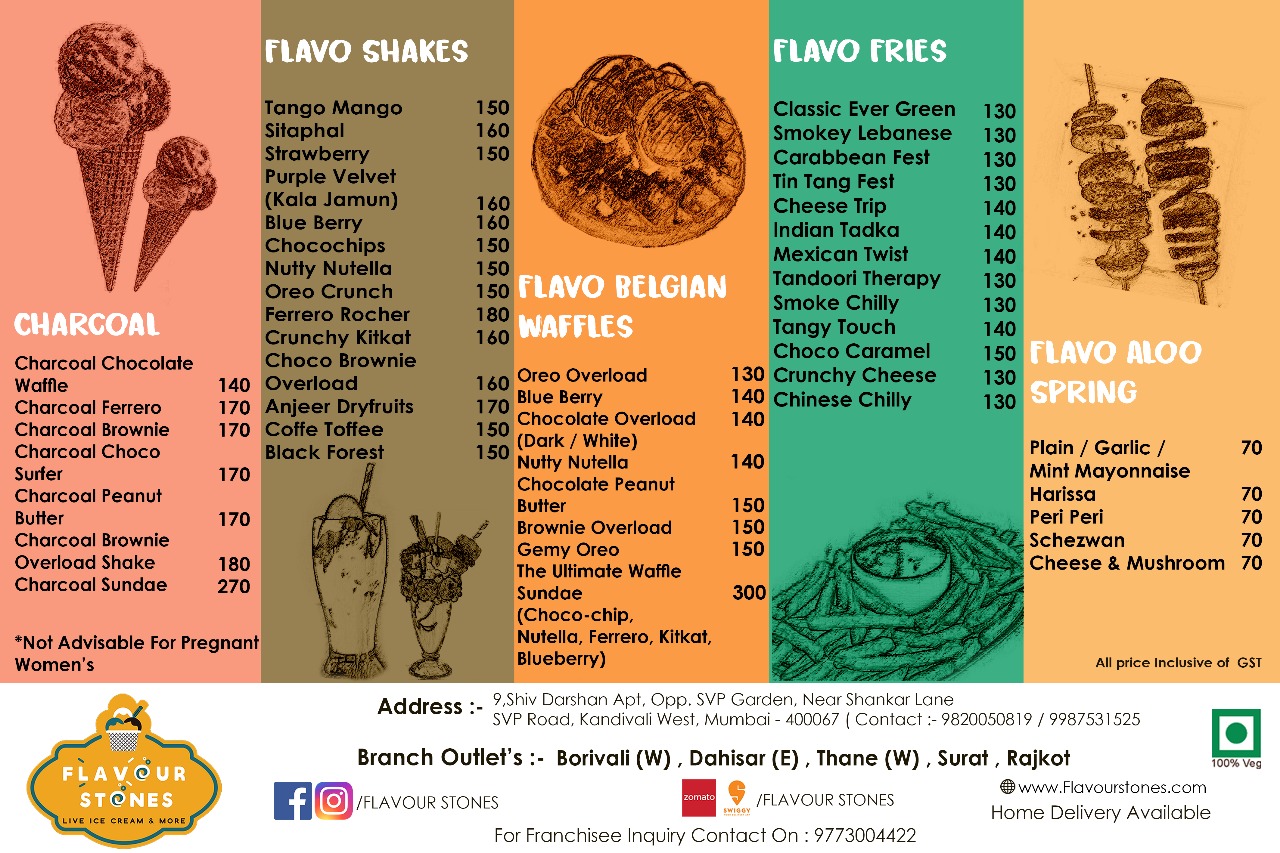 CHARCOAL
Charcoal Chocolate
Waffle 140
Charcoal Ferrero 170
Charcoal Brownie 170
Charcoal Choco
Surfer 170
Charcoal Peanut
Butter 170
Charcoal Brownie
Overload Shake 180
Charcoal Sundae 270
*Not Advisable For Pregnant
Women's
FLAVO SHAKES
Tango Mango 150
Sitaphal 160
Strawberry 150
Purple Velvet
(Kala Jamun) 160
Blue Berry 160
Chocochips 150
Nutty Nutella 150
Oreo Crunch 150
Ferrero Rocher 180
Crunchy Kitkat 160
Choco Brownie
Overload 160
Anjeer Dryfruits 170
Coffe Toffee 150
Black Forest 150
FLAVO BELGIAN
WAFFLES
Oreo Overload 130
Blue Berry 140
Chocolate Overload 140
(Dark / White)
Nutty Nutella 140
Chocolate Peanut
Butter 150
Brownie Overload 150
Gemy Oreo 150
The Ultimate Waffle
Sundae 300
(Choco-chip,
Nutella, Ferrero, Kitkat,
Blueberry)
FLAVO FRIES
Classic Ever Green 130
Smokey Lebanese 130
Carabbean Fest 130
Tin Tang Fest 130
Cheese Trip 140
Indian Tadka 140
Mexican Twist 140
Tandoori Therapy 130
Smoke Chilly 130
Tangy Touch 140
Choco Caramel 150
Crunchy Cheese 130
Chinese Chilly 130
FLAVO ALOO
SPRING
Plain / Garlic / 70
Mint Mayonnaise
Harissa 70
Peri Peri 70
Schezwan 70
Cheese & Mushroom 70
All price Inclusive of GST
FLAVOUR
STONES
LIVE ICE CREAM & MORE
Address :- 9,Shiv Darshan Apt, Opp. SVP Garden, Near Shankar Lane
SVP Road, Kandivali West, Mumbai - 400067 ( Contact :- 9820050819 / 9987531525
Branch Outlet's :- Borivali (W) , Dahisar (E) , Thane (W) , Surat , Rajkot
100% Veg
/FLAVOUR STONES
zomato
SWIGGY
/FLAVOUR STONES
www.Flavourstones.com
Home Delivery Available
For Franchisee Inquiry Contact On : 9773004422